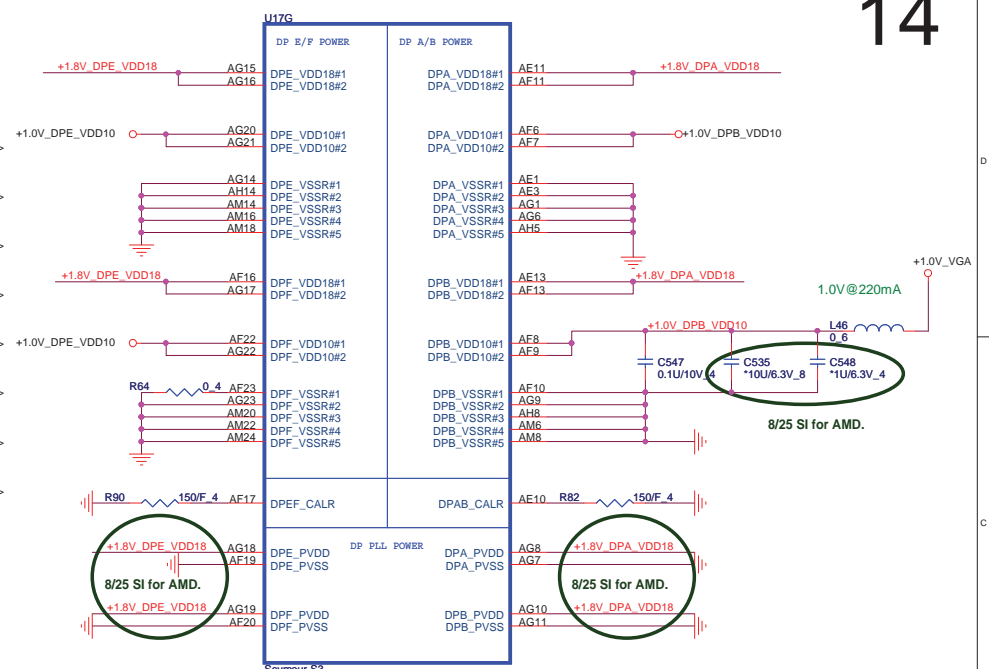 14
U17G
DP E/F POWER
DP A/B POWER
+1.8V_DPE_VDD18 AG15 DPE_VDD18#1 DPA_VDD18#1 AE11 +1.8V_DPA_VDD18
AG16 DPE_VDD18#2 DPA_VDD18#2 AF11
+1.0V_DPE_VDD10 AG20 DPE_VDD10#1 DPA_VDD10#1 AF6 +1.0V_DPB_VDD10
AG21 DPE_VDD10#2 DPA_VDD10#2 AF7
D
AG14 DPE_VSSR#1 DPA_VSSR#1 AE1
AH14 DPE_VSSR#2 DPA_VSSR#2 AE3
AM14 DPE_VSSR#3 DPA_VSSR#3 AG1
AM16 DPE_VSSR#4 DPA_VSSR#4 AG6
AM18 DPE_VSSR#5 DPA_VSSR#5 AH5
+1.0V_VGA
+1.8V_DPE_VDD18 AF16 DPF_VDD18#1 DPB_VDD18#1 AE13 +1.8V_DPA_VDD18
AG17 DPF_VDD18#2 DPB_VDD18#2 AF13
1.0V@220mA
+1.0V_DPB_VDD10
L46
0_6
+1.0V_DPE_VDD10 AF22 DPF_VDD10#1 DPB_VDD10#1 AF8
AG22 DPF_VDD10#2 DPB_VDD10#2 AF9
C547
0.1U/10V_4
C535
*10U/6.3V_8
C548
*1U/6.3V_4
8/25 SI for AMD.
R64 0_4 AF23 DPF_VSSR#1 DPB_VSSR#1 AF10
AG23 DPF_VSSR#2 DPB_VSSR#2 AG9
AM20 DPF_VSSR#3 DPB_VSSR#3 AH8
AM22 DPF_VSSR#4 DPB_VSSR#4 AM6
AM24 DPF_VSSR#5 DPB_VSSR#5 AM8
R90 150/F_4 AF17 DPEF_CALR DPAB_CALR AE10 R82 150/F_4
C
DP PLL POWER
+1.8V_DPE_VDD18 AG18 DPE_PVDD DPA_PVDD AG8 +1.8V_DPA_VDD18
AF19 DPE_PVSS DPA_PVSS AG7
8/25 SI for AMD.
8/25 SI for AMD.
+1.8V_DPE_VDD18 AG19 DPF_PVDD DPB_PVDD AG10 +1.8V_DPA_VDD18
AF20 DPF_PVSS DPB_PVSS AG11
Seymour S3